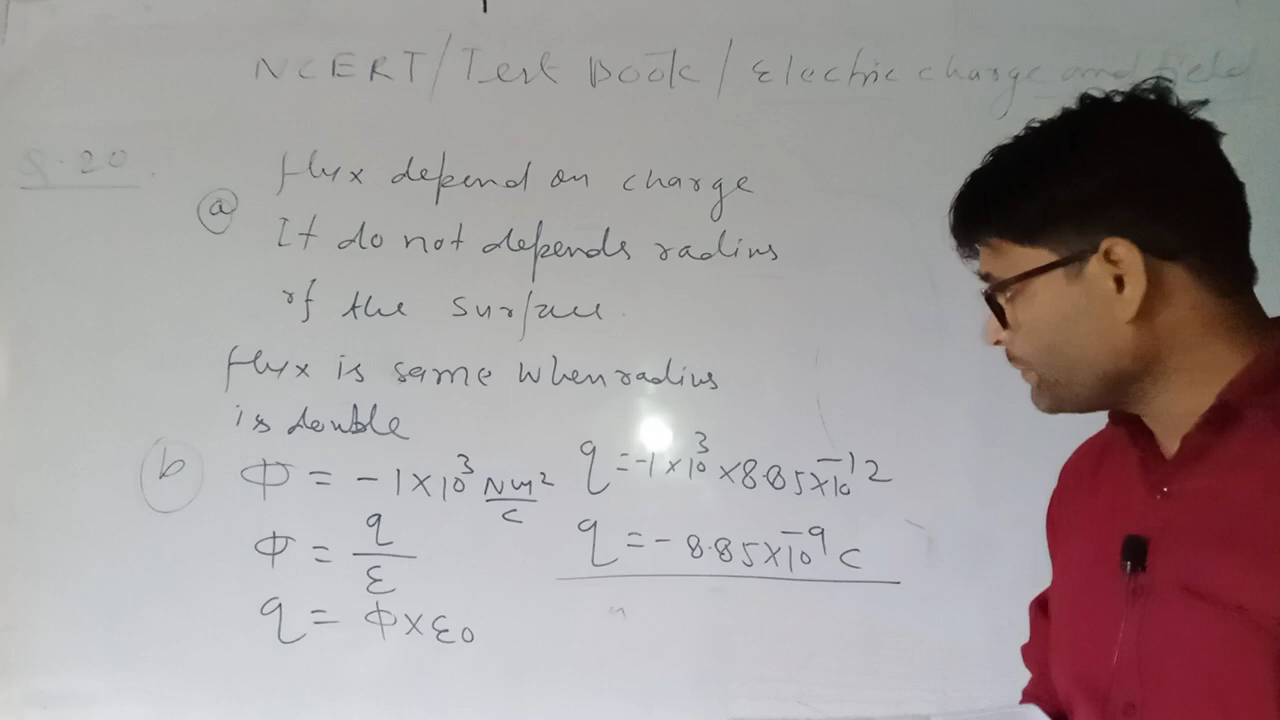 NCERT/Text Book/Electric charge and field
Q.20.
(a) flux depend on charge
It do not depends radius
of the surface.
flux is same when radius
is double
(b) Φ = -1×10³ Nm²/C
Φ = q/ε
q = Φ×ε0
q = -1×10³×8.85×10⁻¹²
q = -8.85×10⁻⁹ C